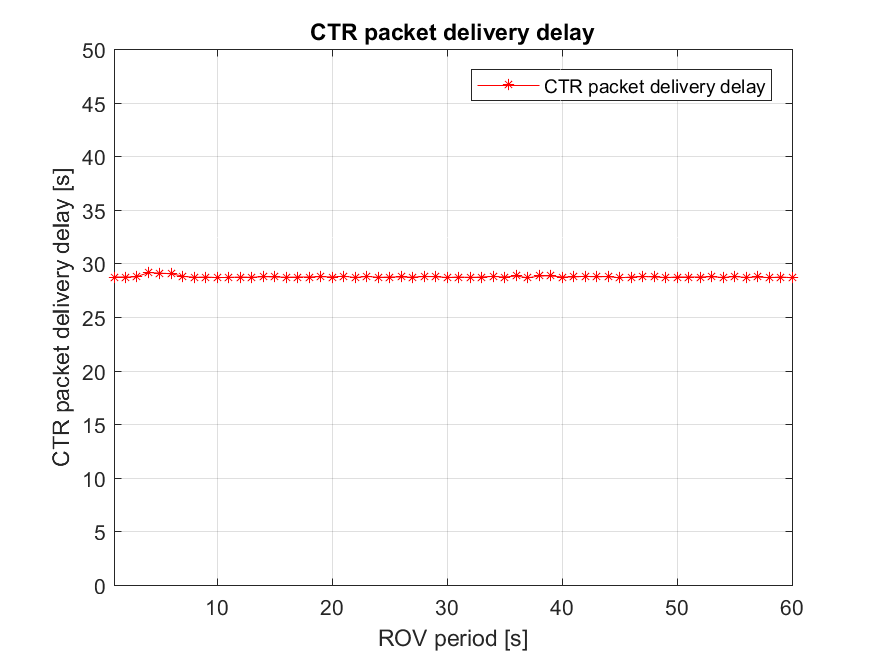 CTR packet delivery delay
CTR packet delivery delay
CTR packet delivery delay [s]
50
45
40
35
30
25
20
15
10
5
0
10 20 30 40 50 60
ROV period [s]